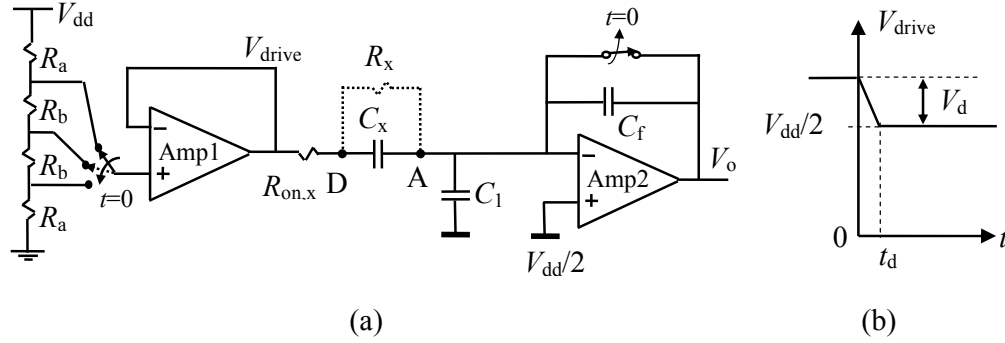 Vdd
Ra
Rb
Rb
Ra
t=0
Vdrive
−
+
Amp1
Ron,x
Rx
Cx
D
A
C1
t=0
Cf
−
+
Amp2
Vo
Vdd/2
(a)
Vdrive
Vd
Vdd/2
0
td
t
(b)